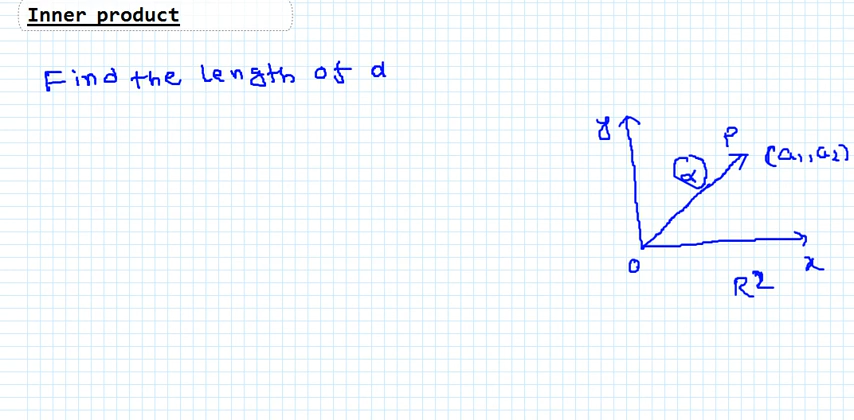 Inner product
Find the length of α
y
P
(a1, a2)
α
O
x
R²